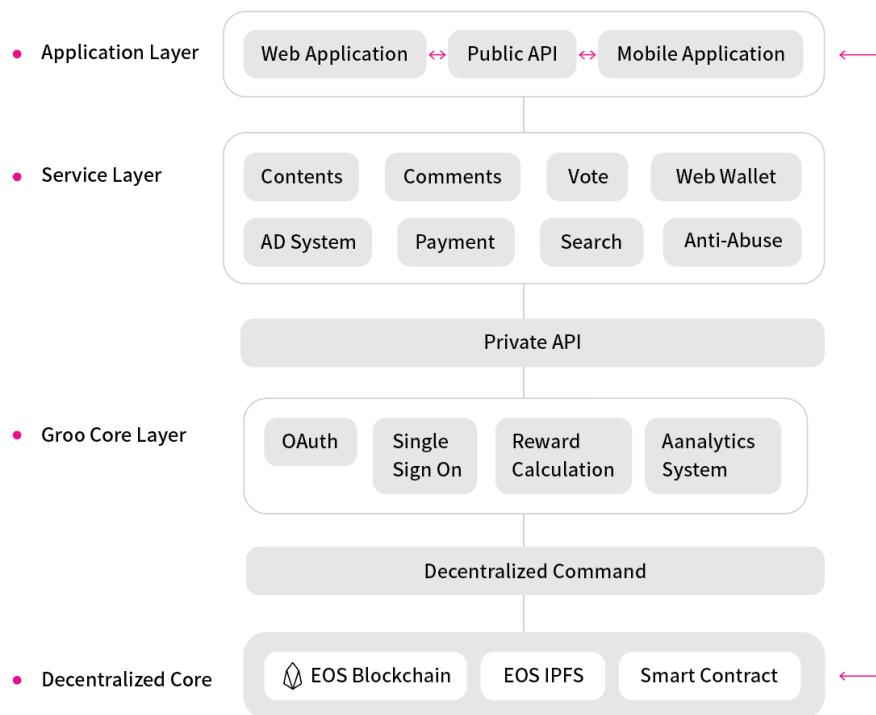 Application Layer
Web Application
Public API
Mobile Application
Service Layer
Contents
Comments
Vote
Web Wallet
AD System
Payment
Search
Anti-Abuse
Private API
Groo Core Layer
OAuth
Single
Sign On
Reward
Calculation
Aanalytics
System
Decentralized Command
Decentralized Core
EOS Blockchain
EOS IPFS
Smart Contract